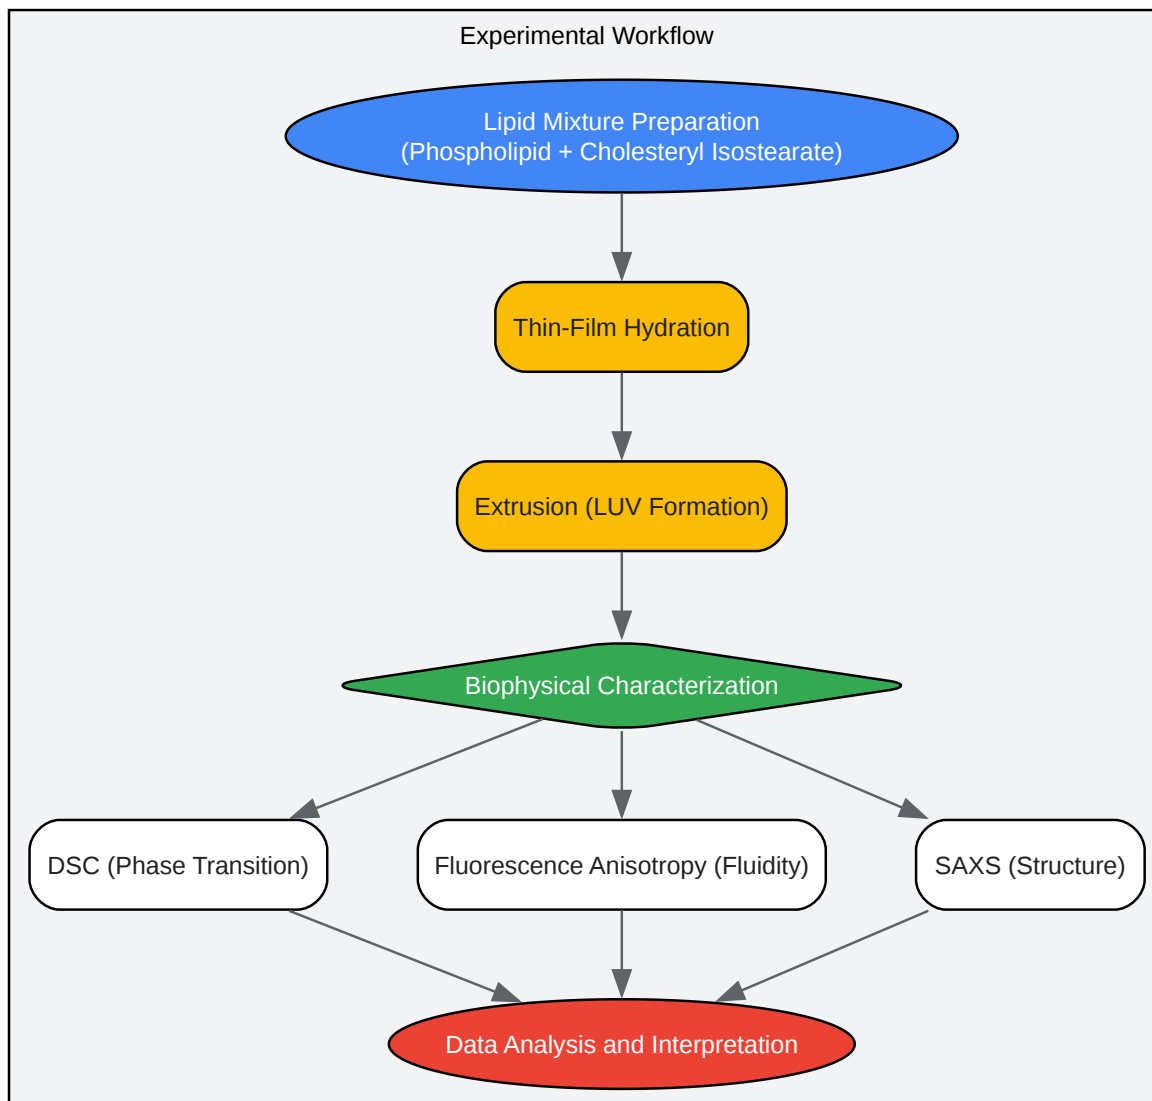 Experimental Workflow
Lipid Mixture Preparation
(Phospholipid + Cholesteryl Isostearate)
Thin-Film Hydration
Extrusion (LUV Formation)
Biophysical Characterization
DSC (Phase Transition)
Fluorescence Anisotropy (Fluidity)
SAXS (Structure)
Data Analysis and Interpretation